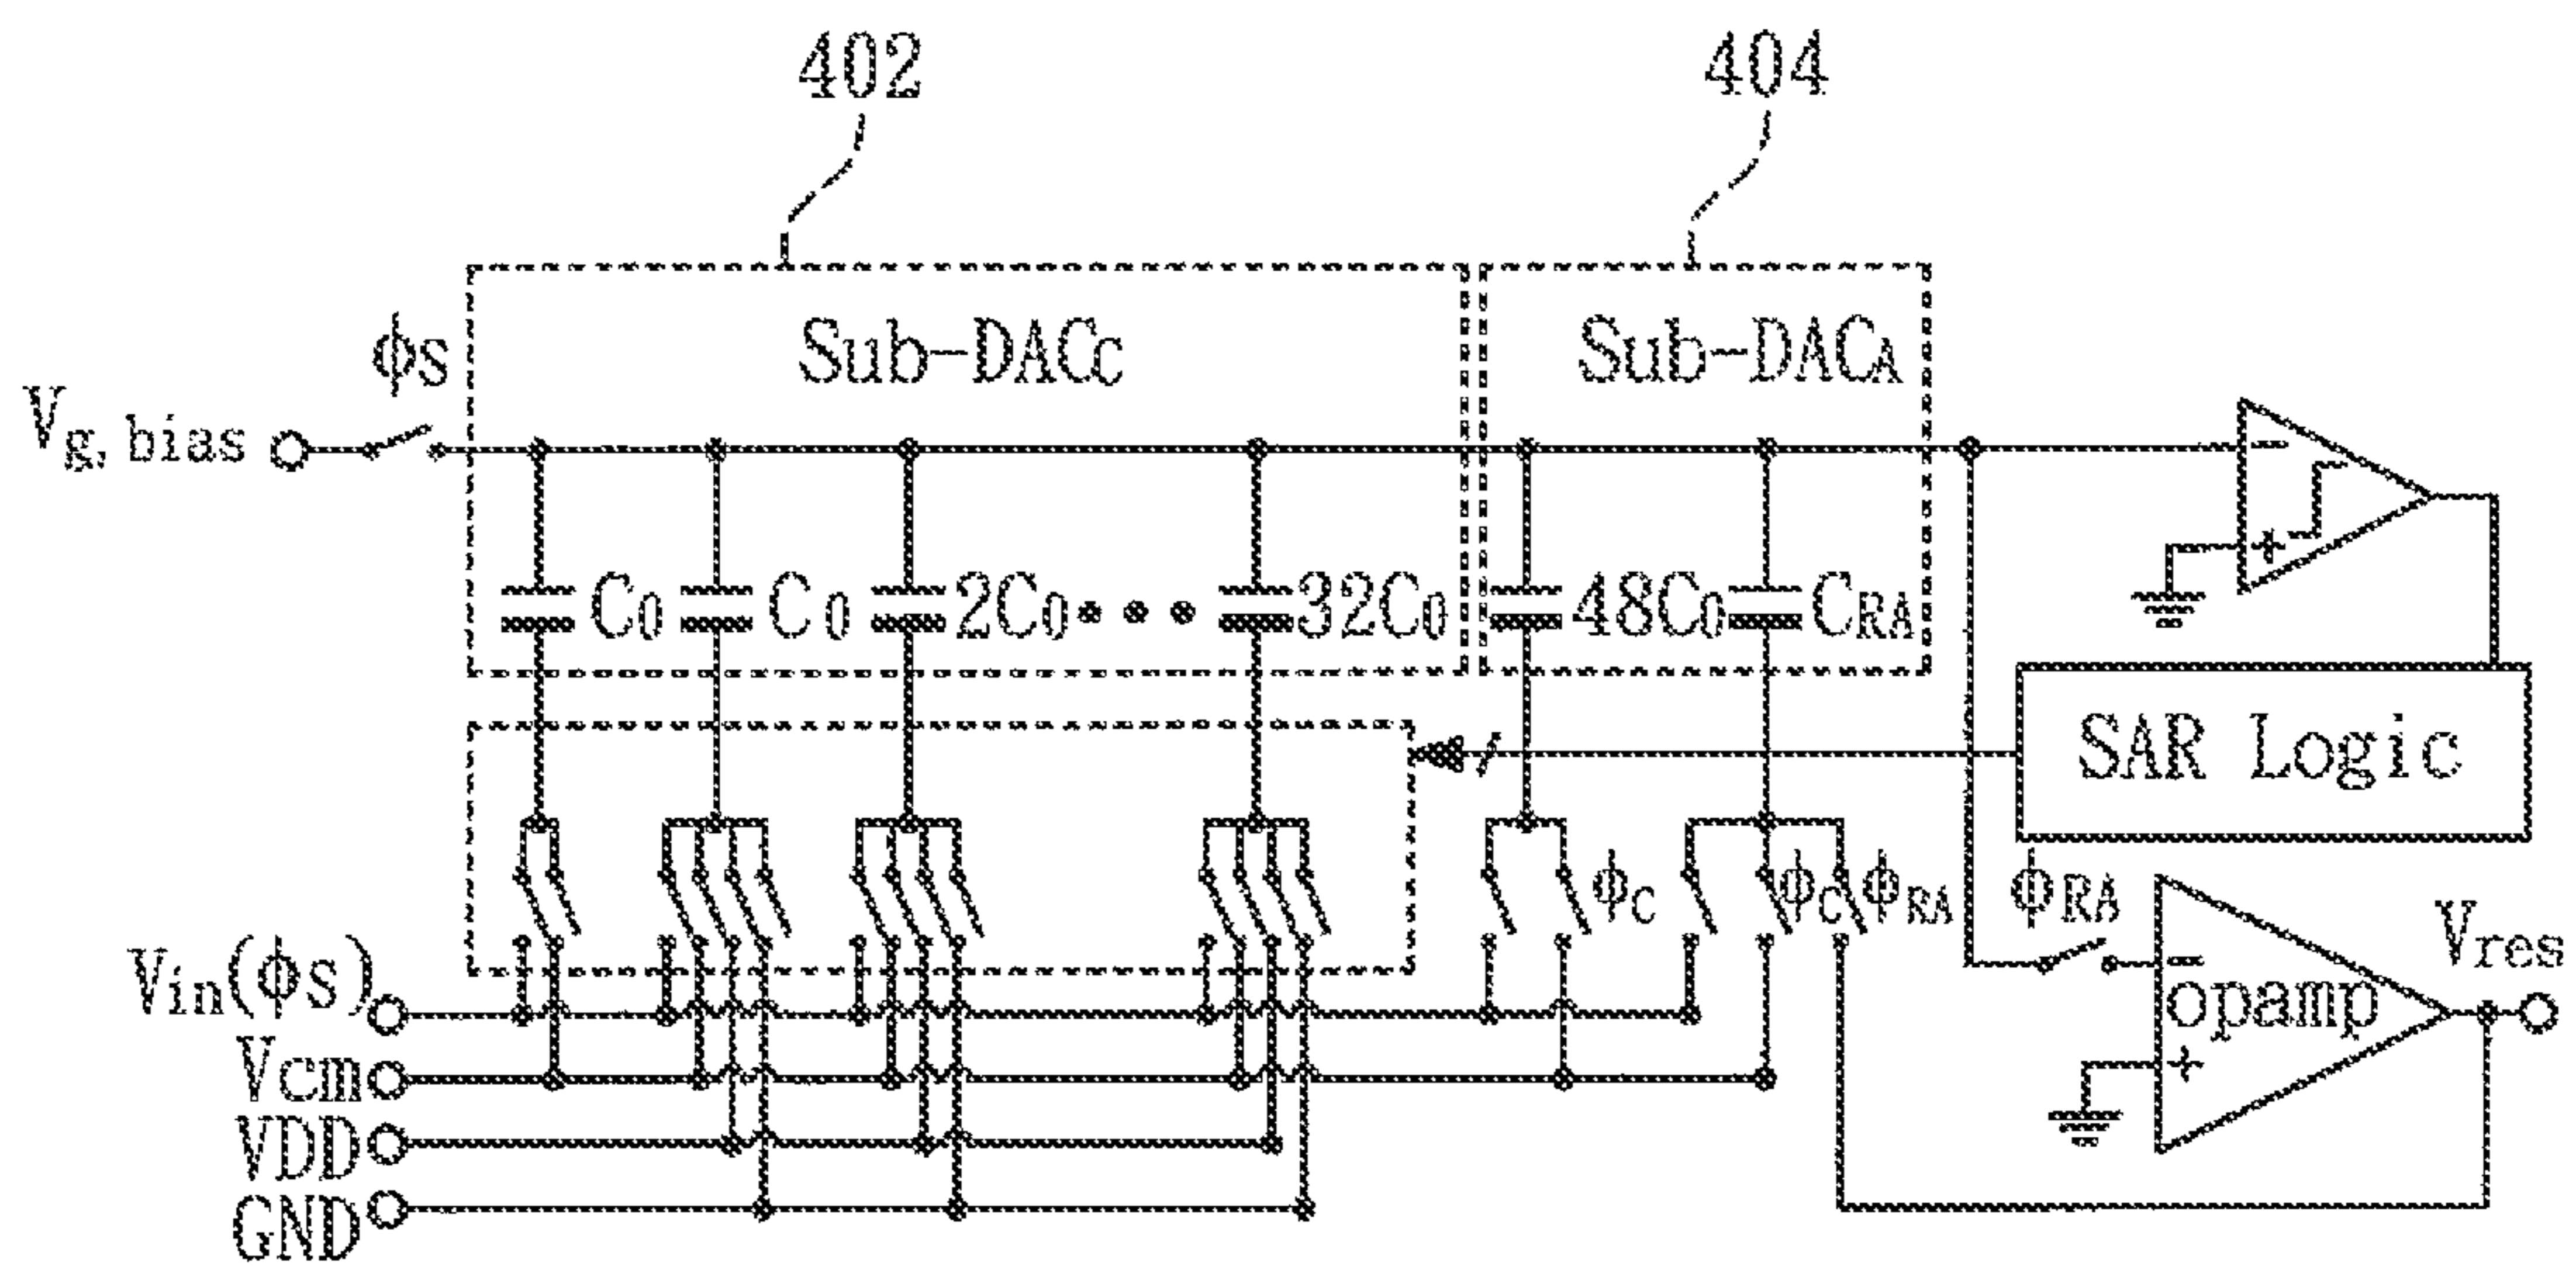 402 404
Sub-DACC Sub-DACA
ϕS
Vg, bias
−
+
C0 C0 2C0 ••• 32C0 48C0 CRA
SAR Logic
ϕC ϕC ϕRA ϕRA
Vres
Vin(ϕS)
−
opamp
+
Vcm
VDD
GND